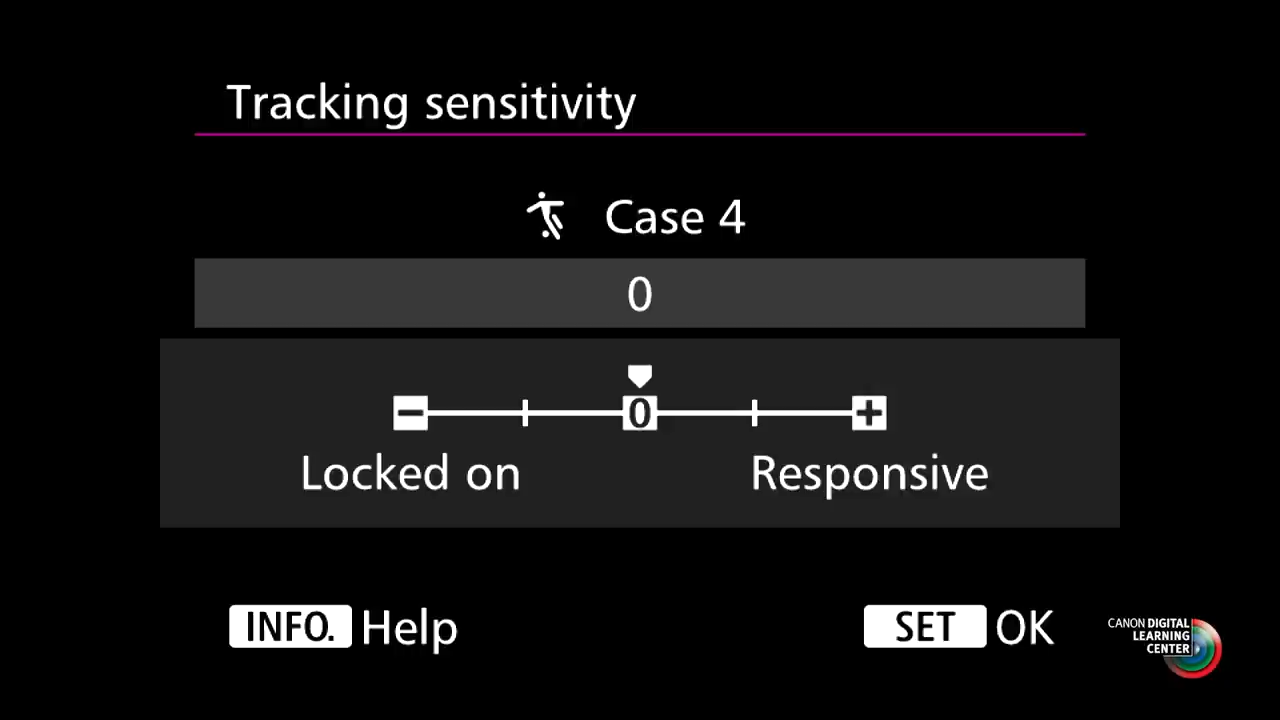 Tracking sensitivity
Case 4
0
− 0 +
Locked on Responsive
INFO. Help SET OK
CANON DIGITAL
LEARNING
CENTER